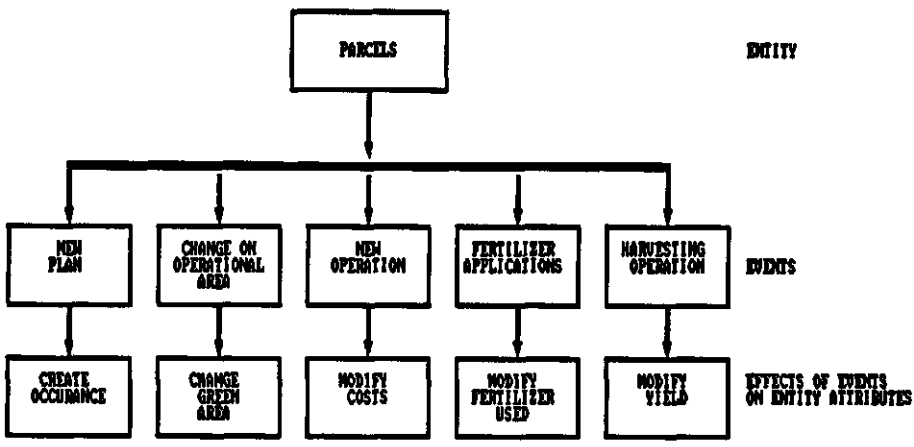 PARCELS
ENTITY
NEW
PLAN
CHANGE ON
OPERATIONAL
AREA
NEW
OPERATION
FERTILIZER
APPLICATIONS
HARVESTING
OPERATION
EVENTS
CREATE
OCCURANCE
CHANGE
GREEN
AREA
MODIFY
COSTS
MODIFY
FERTILIZER
USED
MODIFY
YIELD
EFFECTS OF EVENTS
ON ENTITY ATTRIBUTES